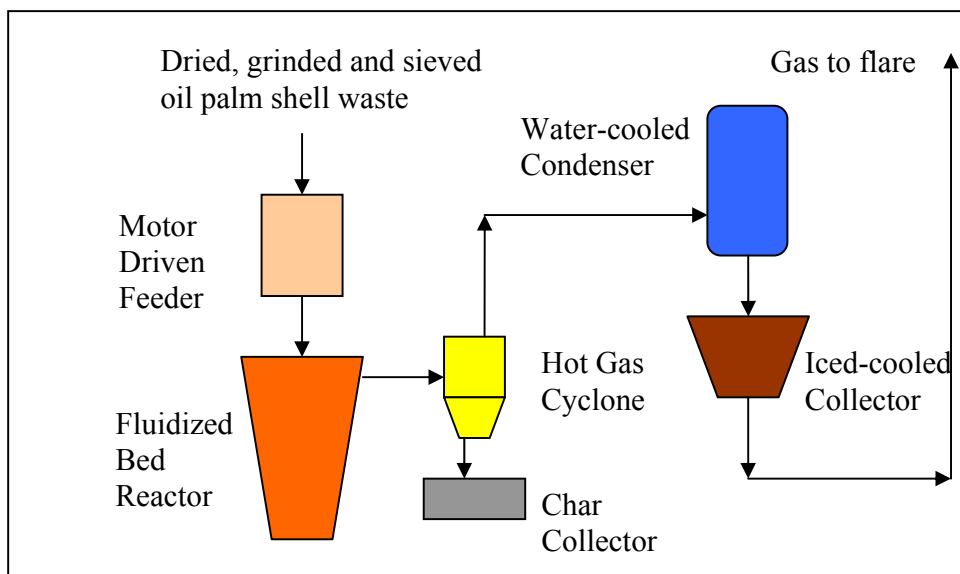 Dried, grinded and sieved
oil palm shell waste
Gas to flare
Water-cooled
Condenser
Motor
Driven
Feeder
Hot Gas
Cyclone
Iced-cooled
Collector
Fluidized
Bed
Reactor
Char
Collector